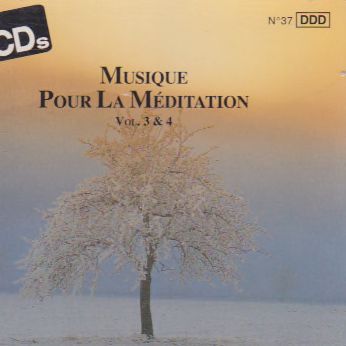 CDs
N°37 DDD
MUSIQUE
POUR LA MÉDITATION
VOL. 3 & 4